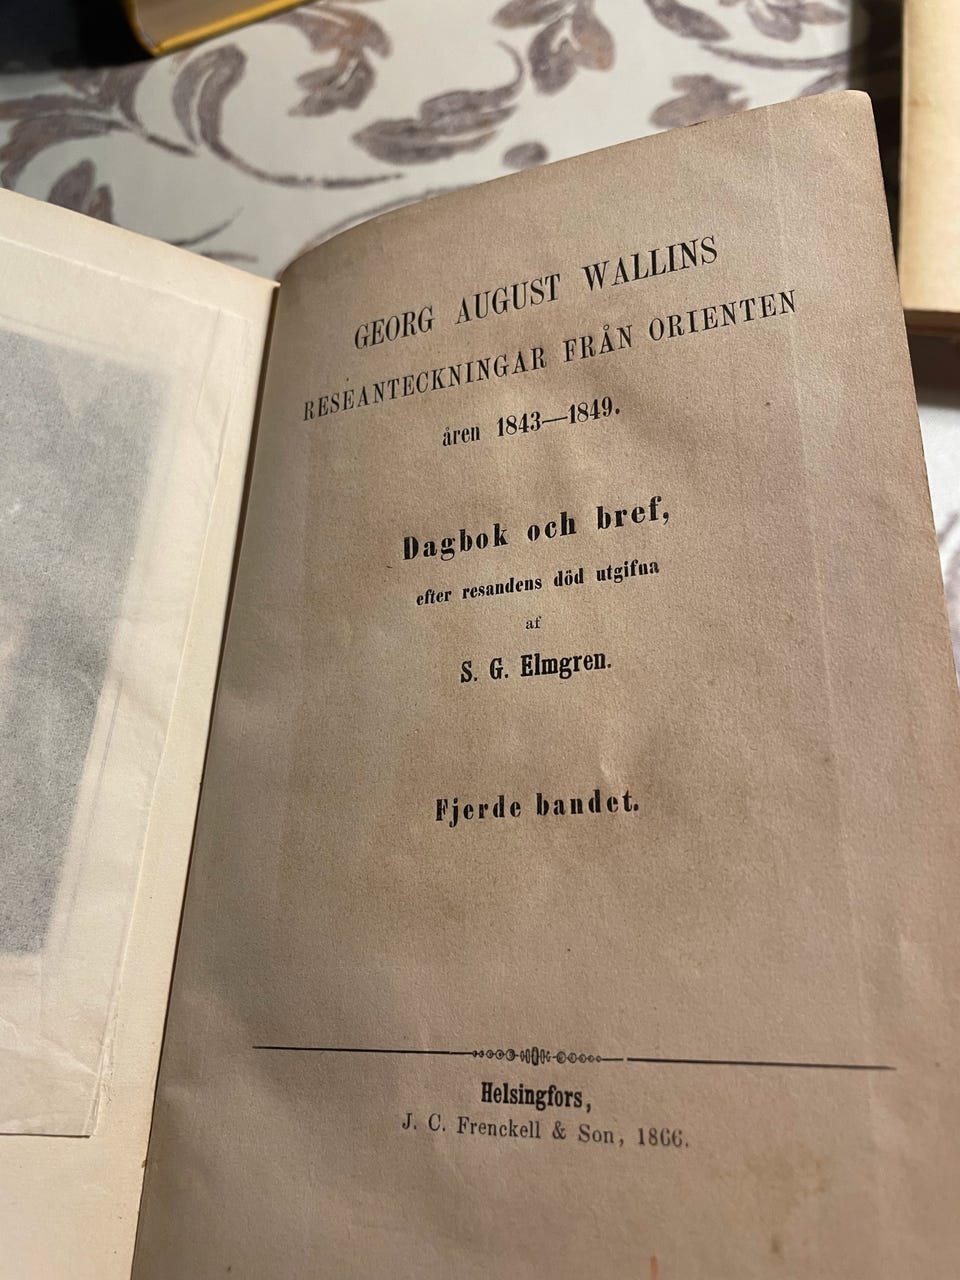 GEORG AUGUST WALLINS
RESEANTECKNINGAR FRÅN ORIENTEN
åren 1843—1849.
Dagbok och bref,
efter resandens död utgifna
af
S. G. Elmgren.
Fjerde bandet.
Helsingfors,
J. C. Frenckell & Son, 1866.